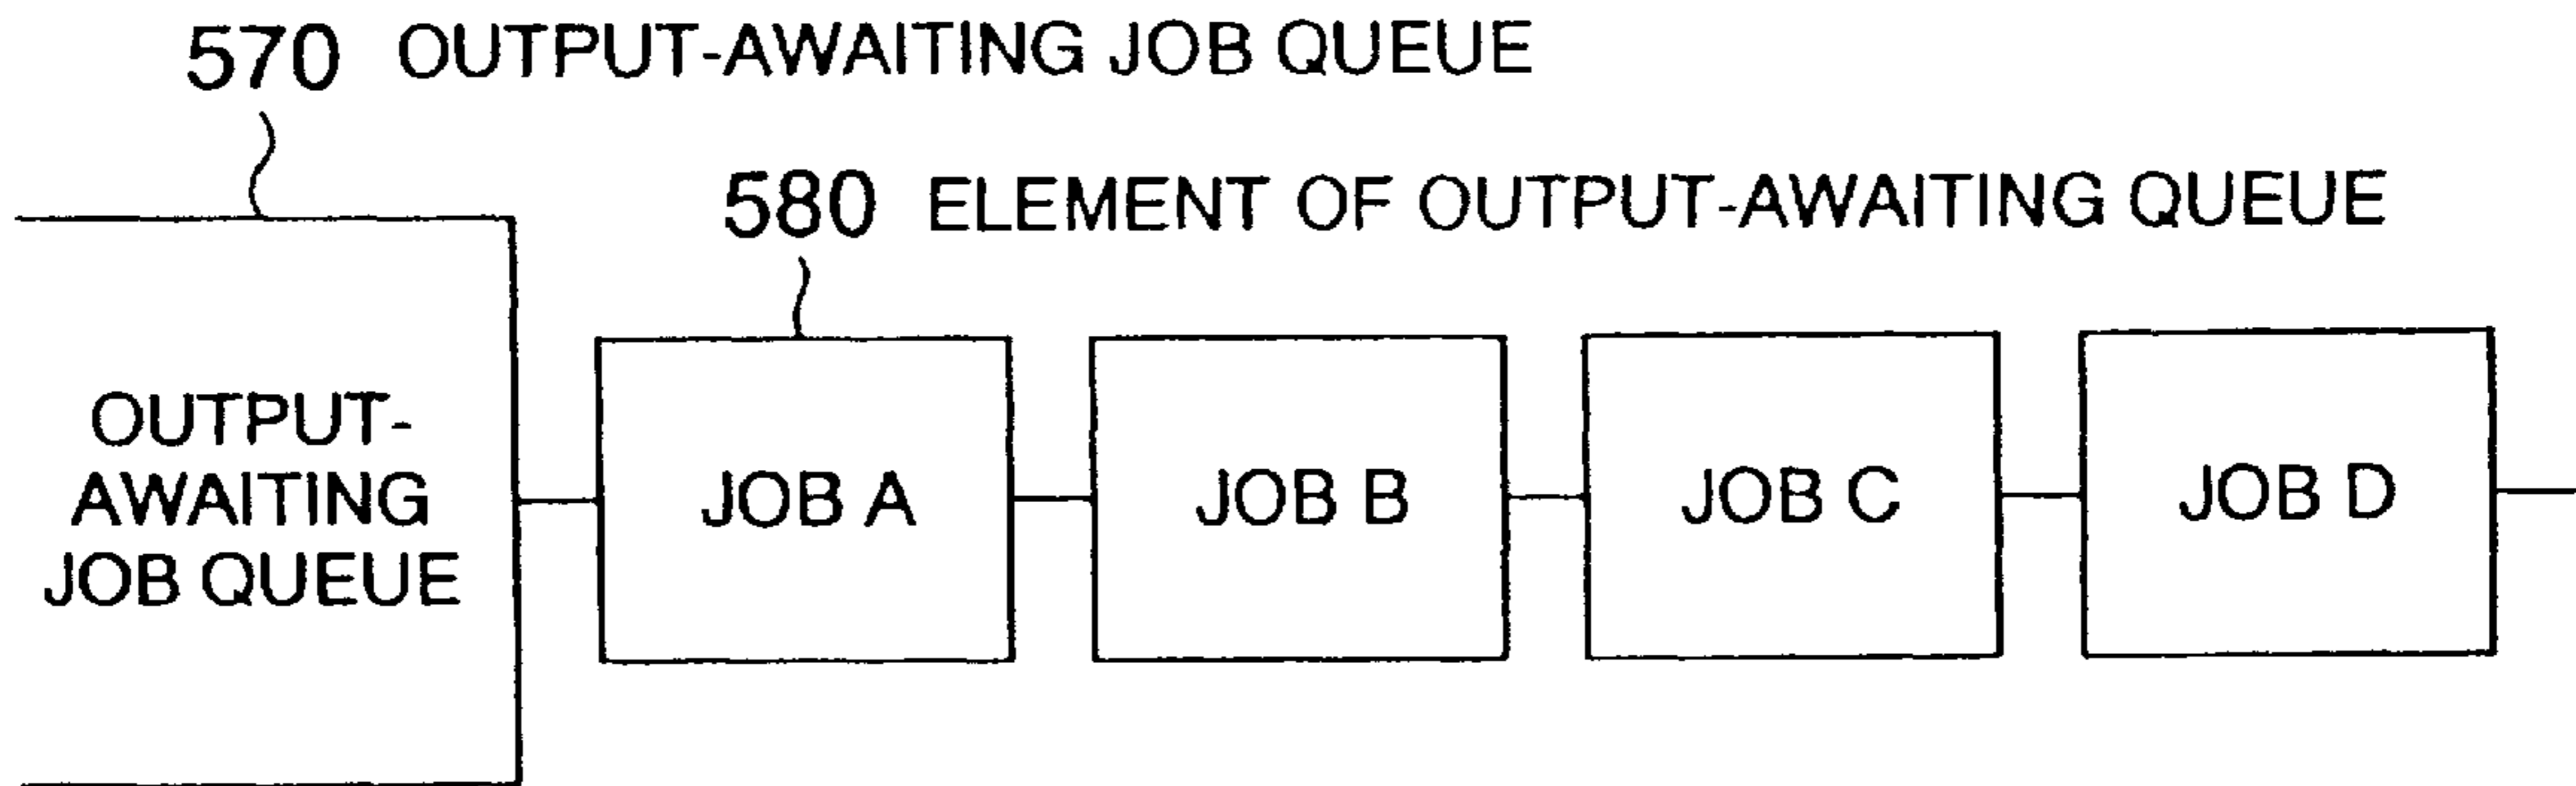 570 OUTPUT-AWAITING JOB QUEUE
580 ELEMENT OF OUTPUT-AWAITING QUEUE
OUTPUT-
AWAITING
JOB QUEUE
JOB A
JOB B
JOB C
JOB D